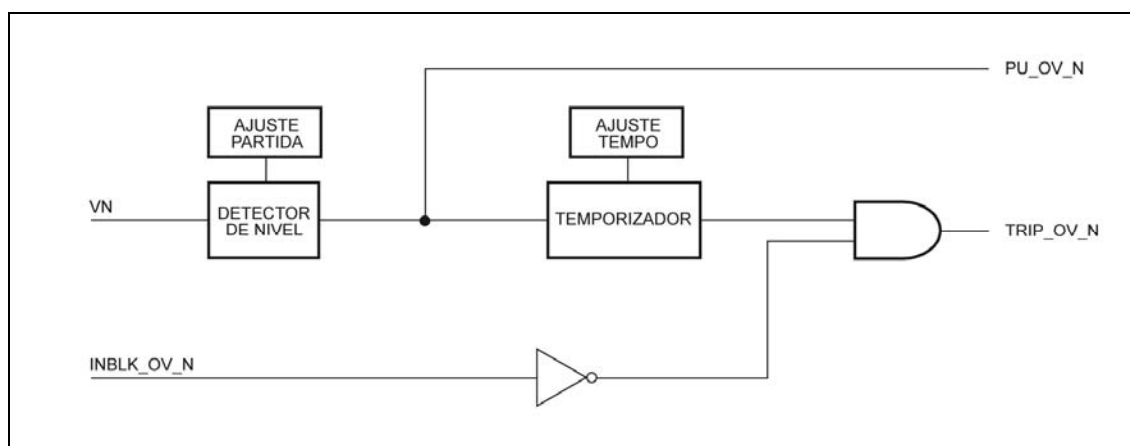 PU_OV_N
AJUSTE
PARTIDA
AJUSTE
TEMPO
VN
DETECTOR
DE NIVEL
TEMPORIZADOR
TRIP_OV_N
INBLK_OV_N